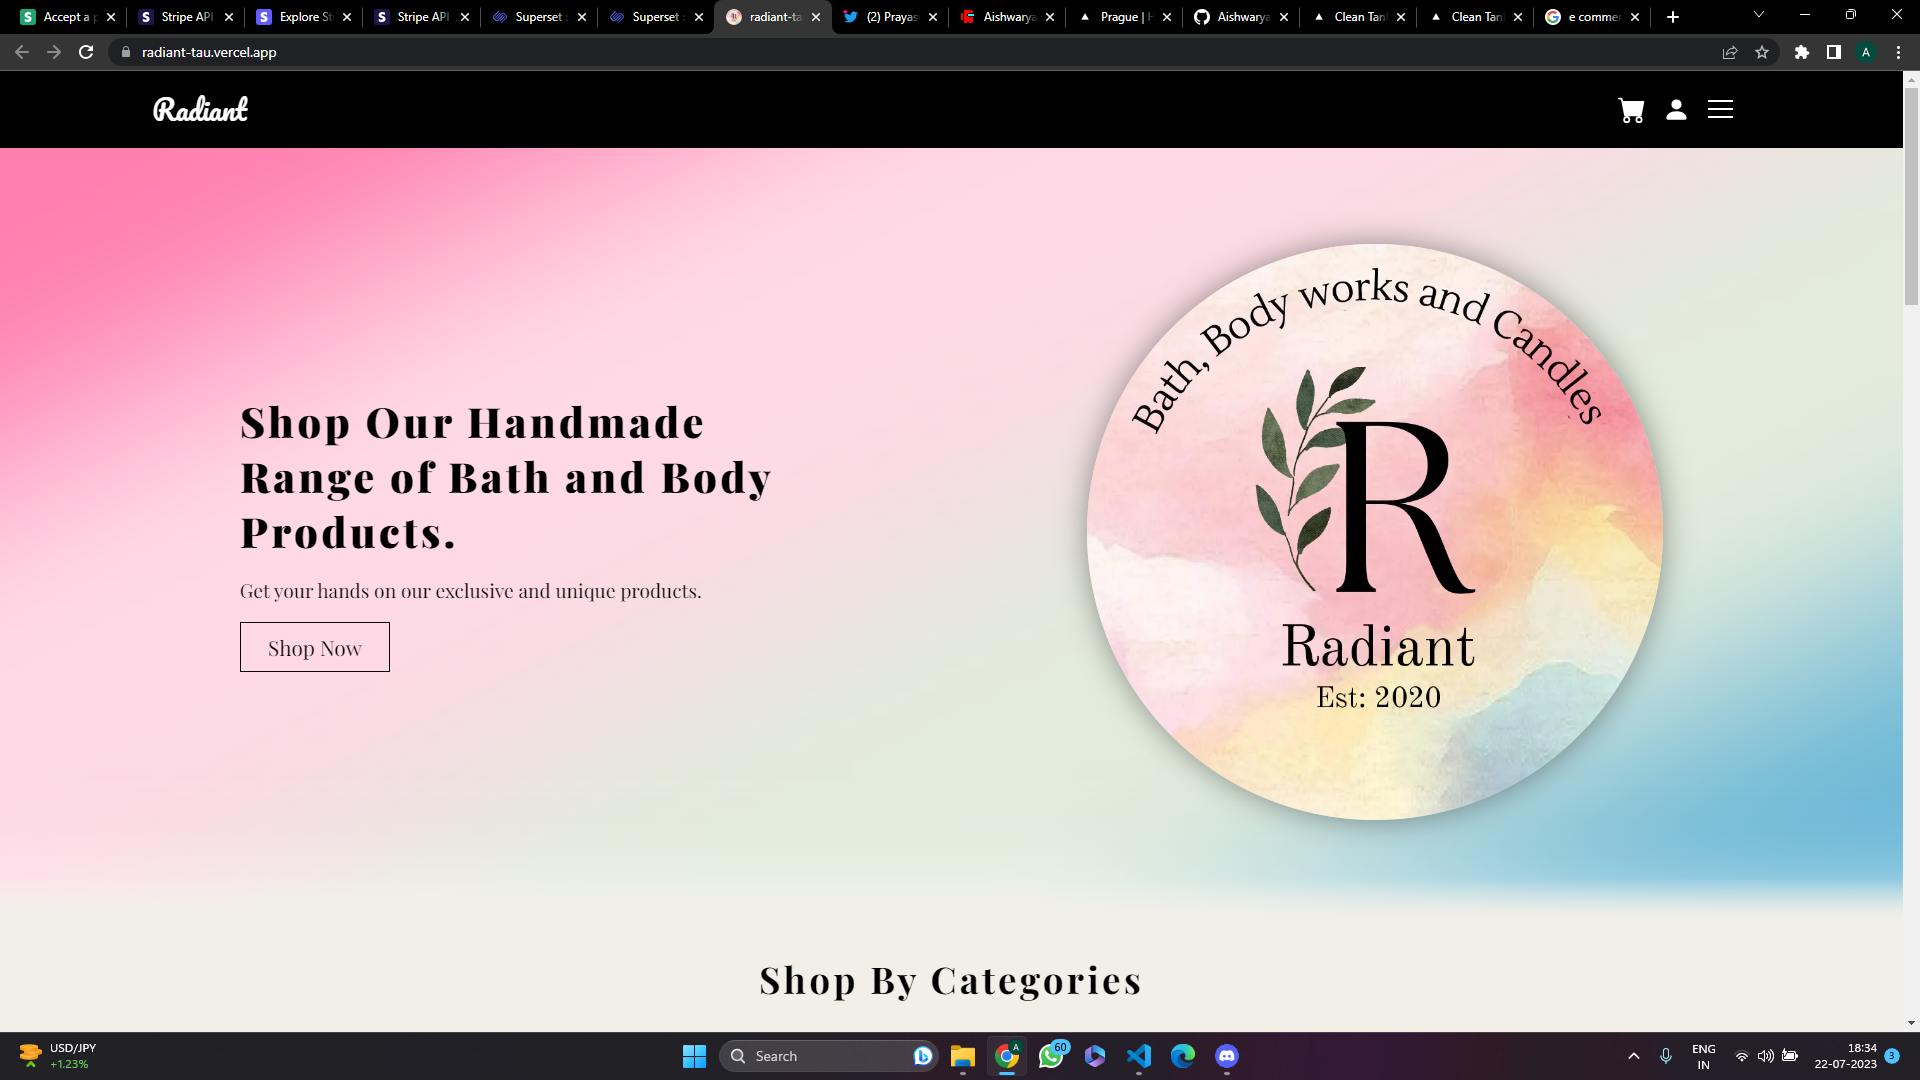 Accept a p
Stripe API
Explore St
Stripe API
Superset
Superset
radiant-ta
(2) Prayas
Aishwarya
Prague | H
Aishwarya
Clean Tan
Clean Tan
e commer
radiant-tau.vercel.app
A
Radiant
Bath, Body works and Candles
R
Radiant
Est: 2020
Shop Our Handmade
Range of Bath and Body
Products.
Get your hands on our exclusive and unique products.
Shop Now
Shop By Categories
USD/JPY
+1.23%
Search
A
60
ENG
IN
18:34
22-07-2023
3